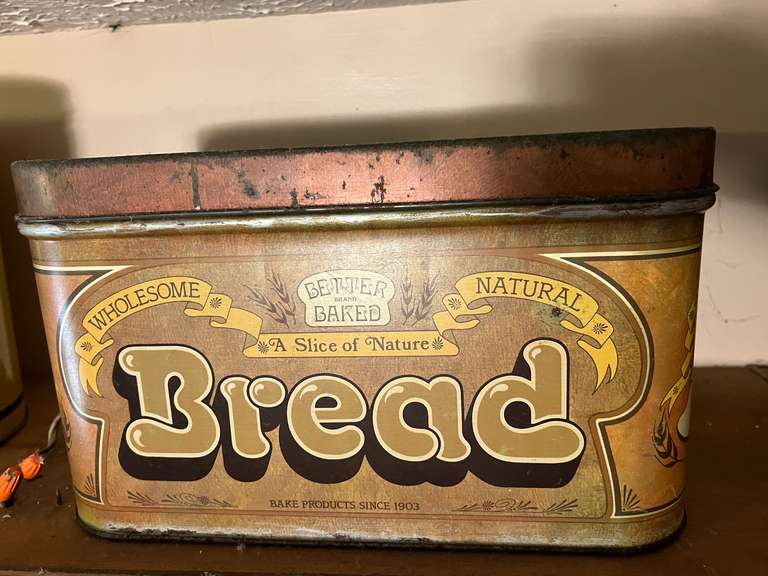 WHOLESOME
BETTER
BRAND
BAKED
NATURAL
A Slice of Nature
Bread
BAKE PRODUCTS SINCE 1903